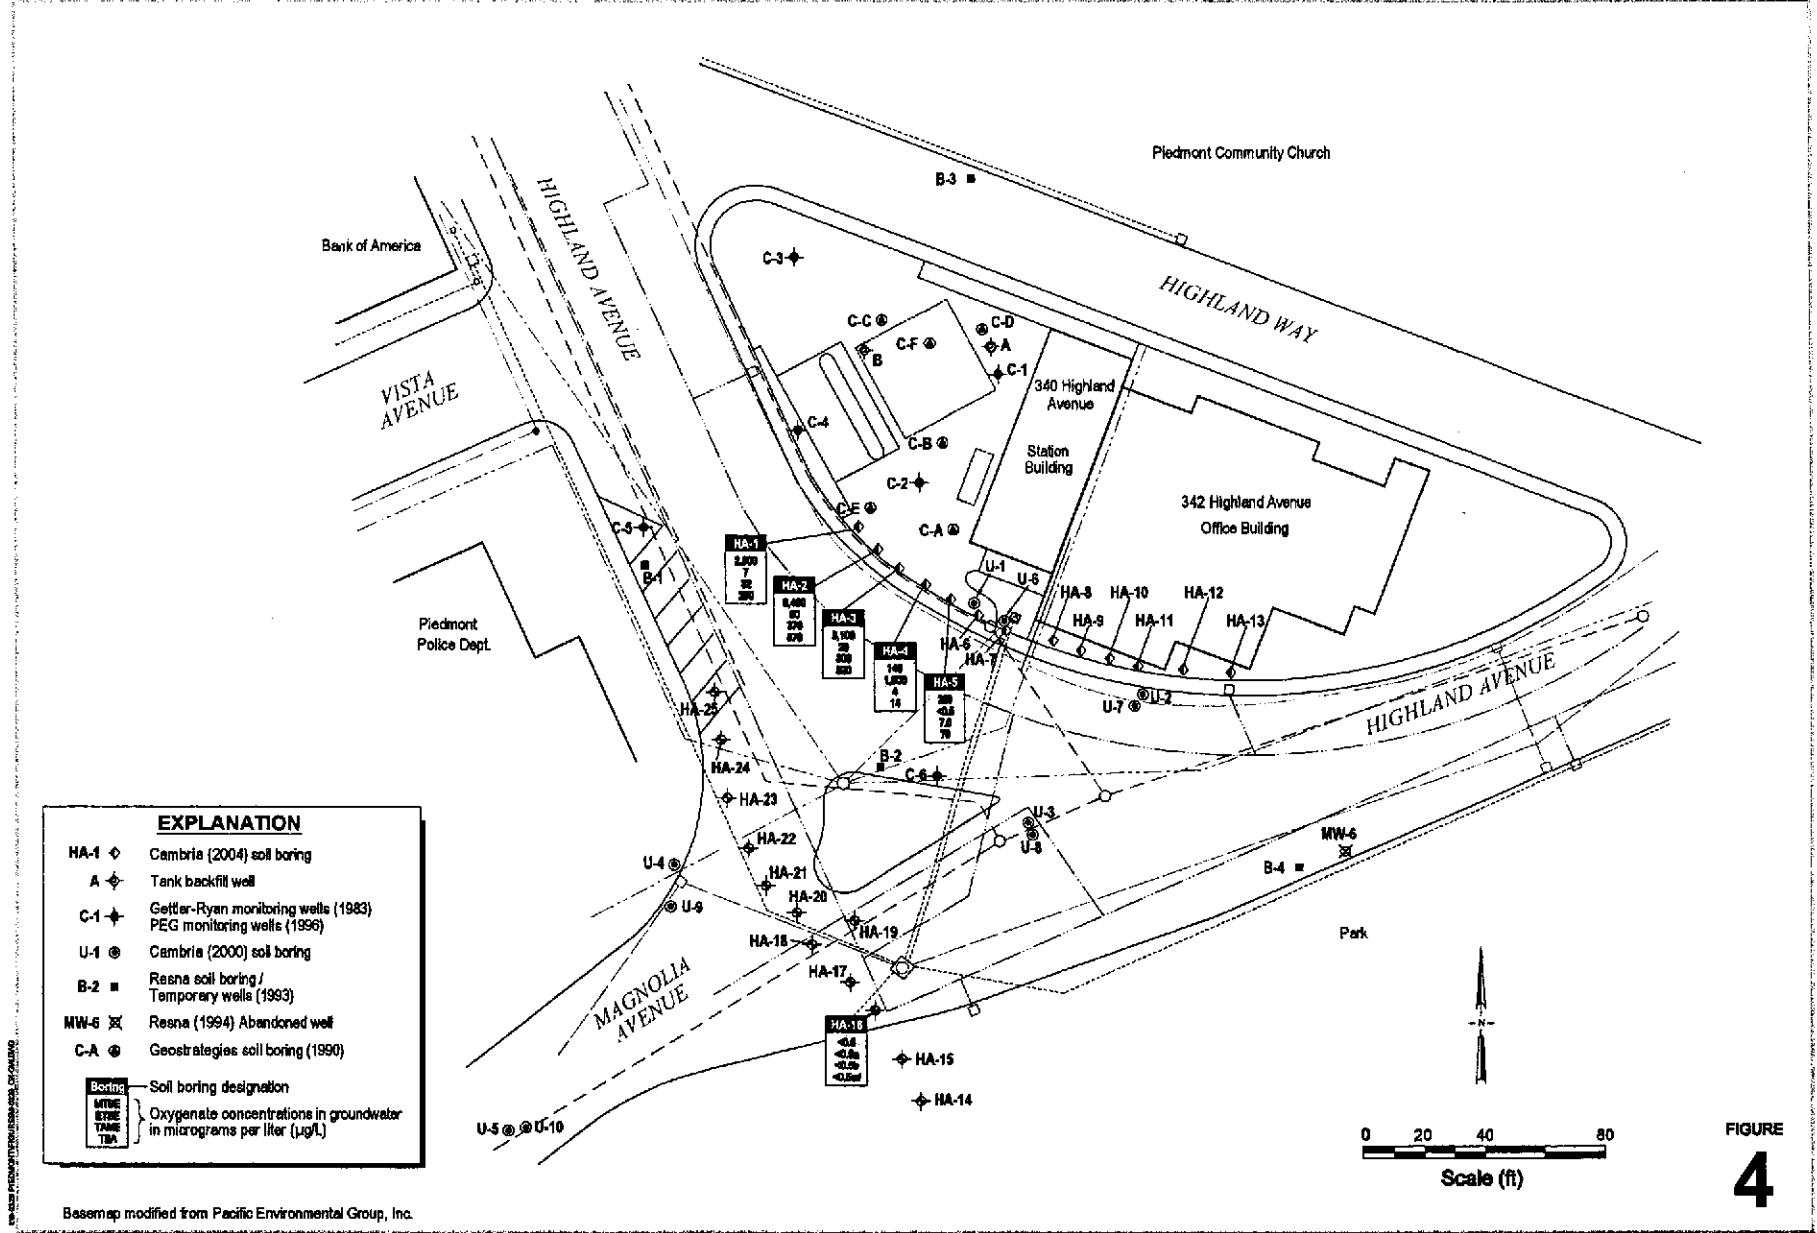 Piedmont Community Church
B-3
HIGHLAND WAY
HIGHLAND AVENUE
Bank of America
VISTA
AVENUE
C-3
C-C
C-D
C-F
A
B
C-1
340 Highland
Avenue
C-4
C-B
Station
Building
C-2
342 Highland Avenue
Office Building
C-E
C-A
C-5
B-1
HA-1
7
HA-2
HA-3
HA-4
4
14
HA-5
U-1
U-6
HA-6
HA-7
HA-8
HA-9
HA-10
HA-11
HA-12
HA-13
U-2
U-7
HIGHLAND AVENUE
Piedmont
Police Dept.
HA-25
HA-24
HA-23
HA-22
HA-21
HA-20
HA-19
HA-18
HA-17
HA-16
HA-15
HA-14
B-2
C-6
U-3
U-8
MW-6
B-4
Park
U-4
U-9
MAGNOLIA
AVENUE
U-5
U-10
EXPLANATION
HA-1 Cambria (2004) soil boring
A Tank backfill well
C-1 Gettler-Ryan monitoring wells (1983)
PEG monitoring wells (1996)
U-1 Cambria (2000) soil boring
B-2 Resna soil boring /
Temporary wells (1993)
MW-6 Resna (1994) Abandoned well
C-A Geostrategies soil boring (1990)
Boring Soil boring designation
MTBE
ETBE
TAME
TBA
Oxygenate concentrations in groundwater
in micrograms per liter (µg/L)
Basemap modified from Pacific Environmental Group, Inc.
N
0 20 40 80
Scale (ft)
FIGURE
4